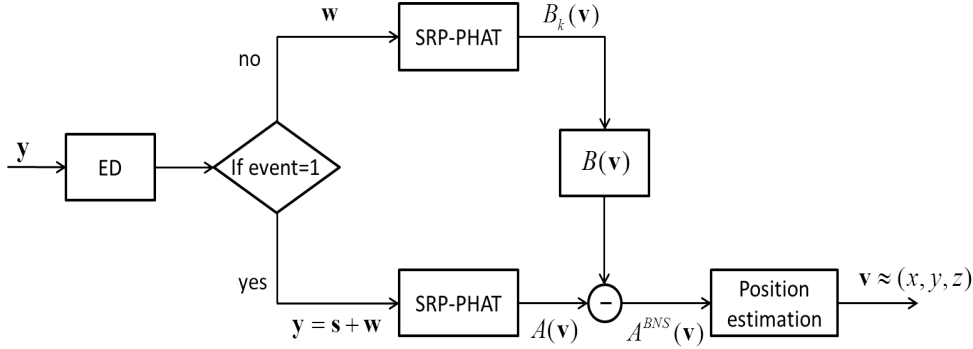 w
B_k(v)
SRP-PHAT
no
y
ED
If event=1
B(v)
yes
SRP-PHAT
y = s + w
A(v)
−
A^{BNS}(v)
Position
estimation
v ≈ (x, y, z)